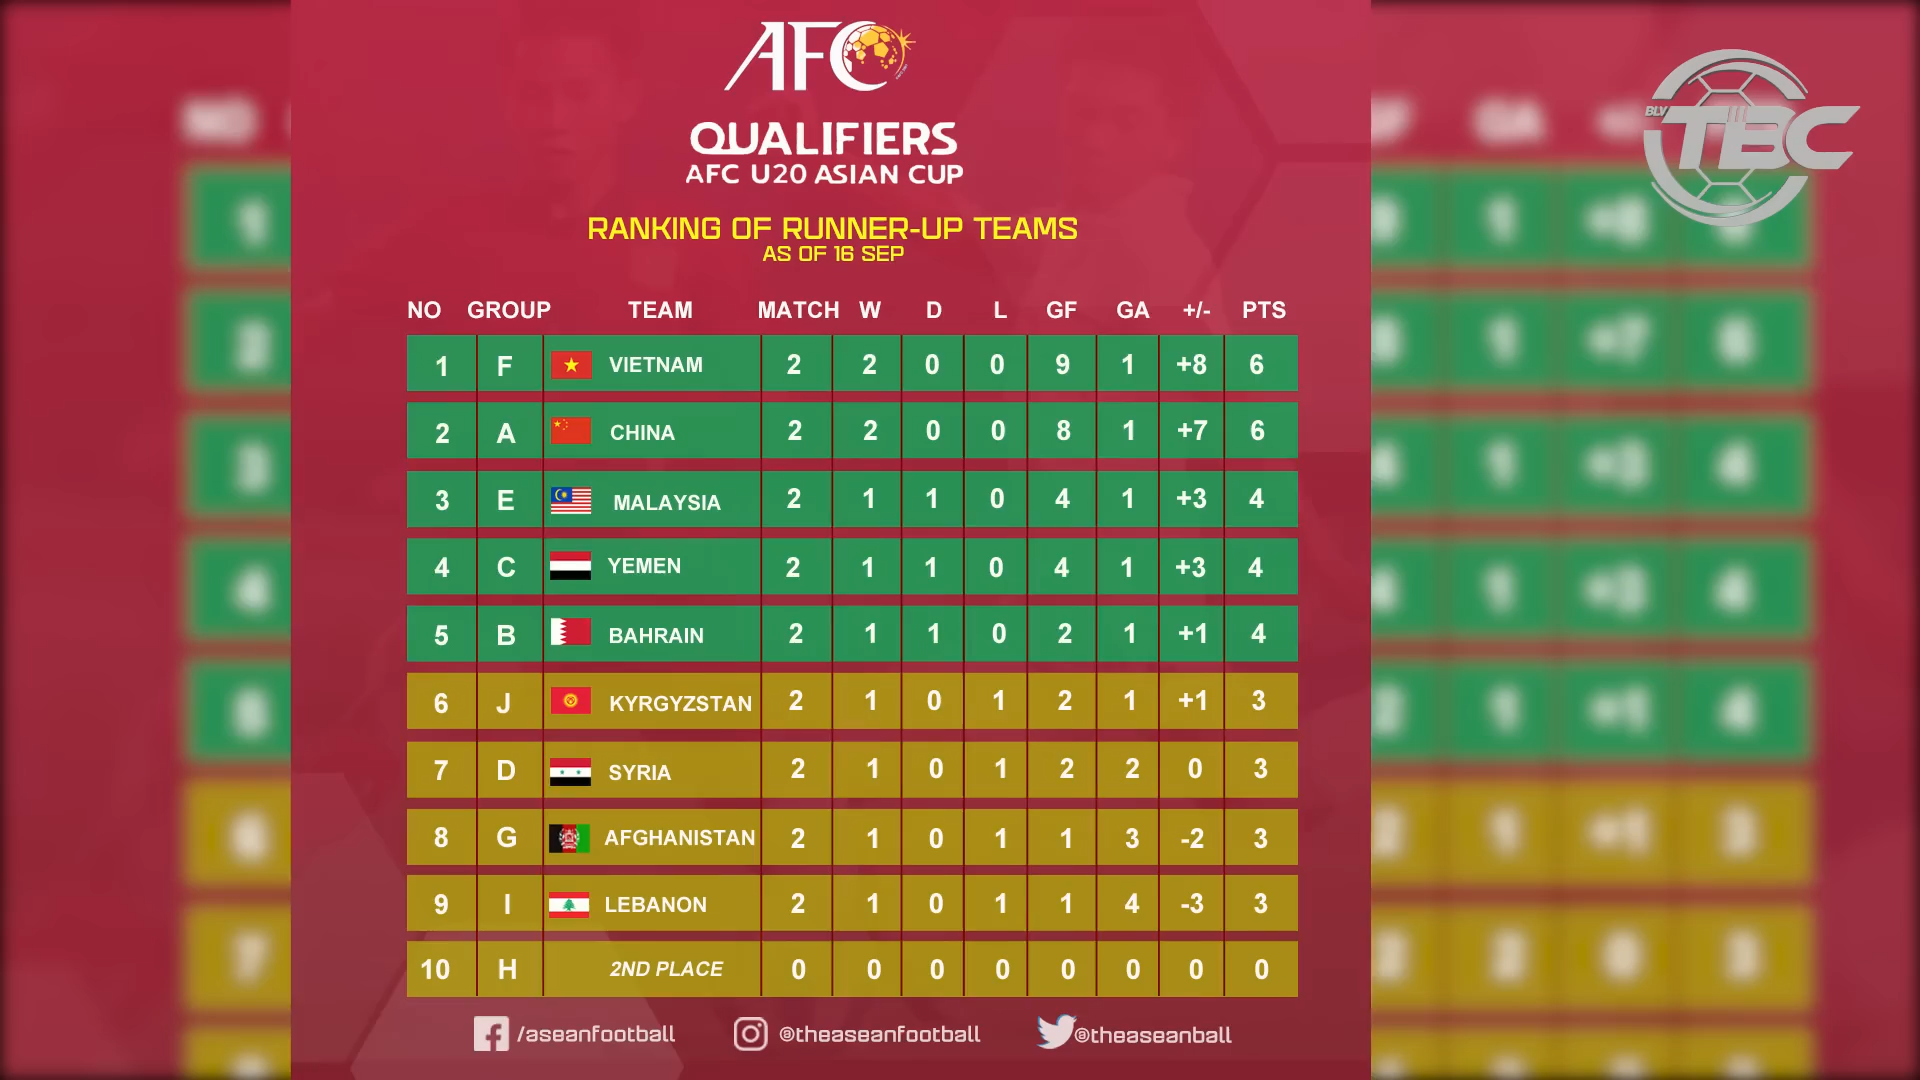 AFC
QUALIFIERS
AFC U20 ASIAN CUP
RANKING OF RUNNER-UP TEAMS
AS OF 16 SEP
NO GROUP TEAM MATCH W D L GF GA +/- PTS
1 F VIETNAM 2 2 0 0 9 1 +8 6
2 A CHINA 2 2 0 0 8 1 +7 6
3 E MALAYSIA 2 1 1 0 4 1 +3 4
4 C YEMEN 2 1 1 0 4 1 +3 4
5 B BAHRAIN 2 1 1 0 2 1 +1 4
6 J KYRGYZSTAN 2 1 0 1 2 1 +1 3
7 D SYRIA 2 1 0 1 2 2 0 3
8 G AFGHANISTAN 2 1 0 1 1 3 -2 3
9 I LEBANON 2 1 0 1 1 4 -3 3
10 H 2ND PLACE 0 0 0 0 0 0 0 0
/aseanfootball @theaseanfootball @theaseanball
BLV TBC